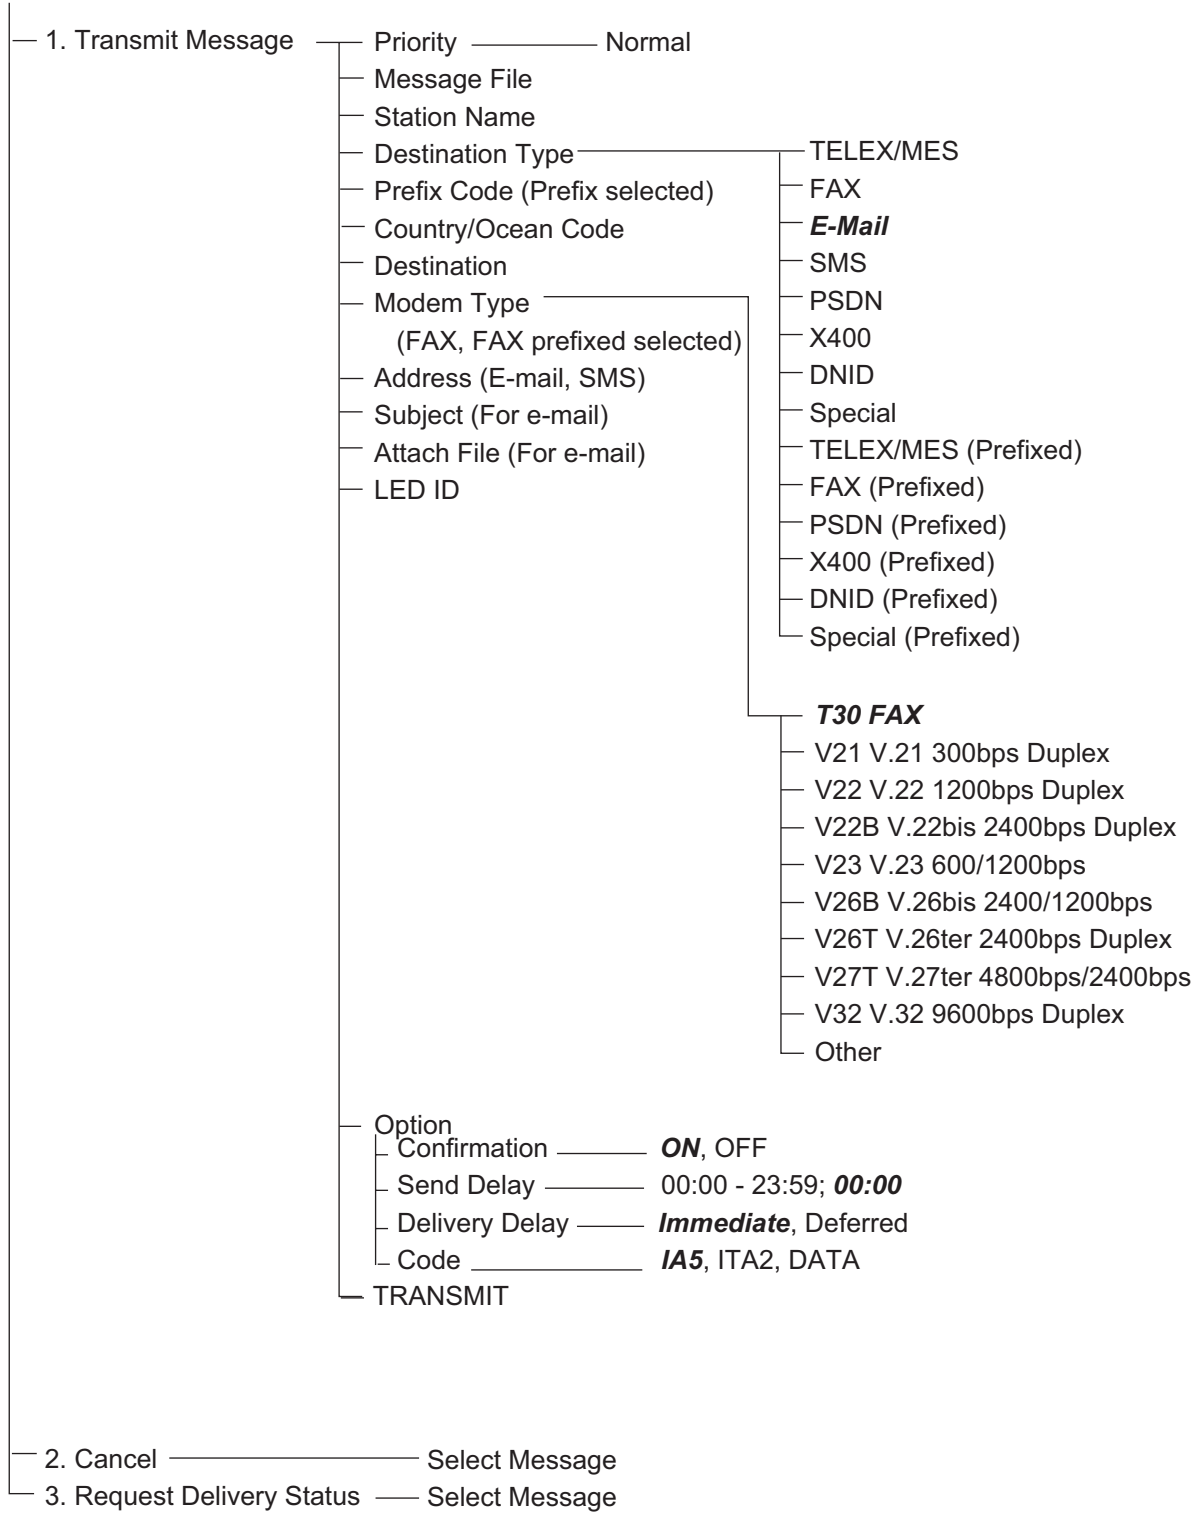 1. Transmit Message Priority Normal
Message File
Station Name
Destination Type TELEX/MES
Prefix Code (Prefix selected) FAX
Country/Ocean Code E-Mail
Destination SMS
Modem Type PSDN
(FAX, FAX prefixed selected) X400
Address (E-mail, SMS) DNID
Subject (For e-mail) Special
Attach File (For e-mail) TELEX/MES (Prefixed)
LED ID FAX (Prefixed)
PSDN (Prefixed)
X400 (Prefixed)
DNID (Prefixed)
Special (Prefixed)
T30 FAX
V21 V.21 300bps Duplex
V22 V.22 1200bps Duplex
V22B V.22bis 2400bps Duplex
V23 V.23 600/1200bps
V26B V.26bis 2400/1200bps
V26T V.26ter 2400bps Duplex
V27T V.27ter 4800bps/2400bps
V32 V.32 9600bps Duplex
Other
Option
Confirmation ON, OFF
Send Delay 00:00 - 23:59; 00:00
Delivery Delay Immediate, Deferred
Code IA5, ITA2, DATA
TRANSMIT
2. Cancel Select Message
3. Request Delivery Status Select Message